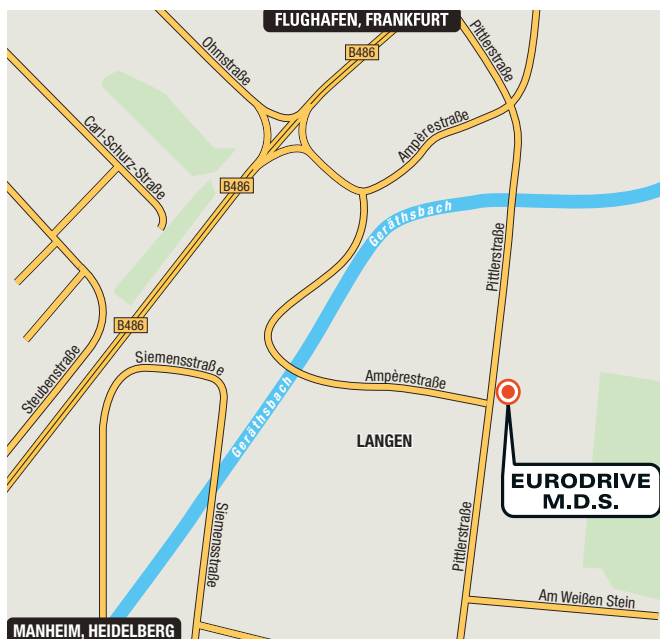 FLUGHAFEN, FRANKFURT
Pittlerstraße
Ohmstraße
B486
Carl-Schurz-Straße
Ampèrestraße
B486
Geräthsbach
Pittlerstraße
B486
Siemensstraße
Steubenstraße
Ampèrestraße
Geräthsbach
LANGEN
EURODRIVE
M.D.S.
Siemensstraße
Pittlerstraße
Am Weißen Stein
MANHEIM, HEIDELBERG